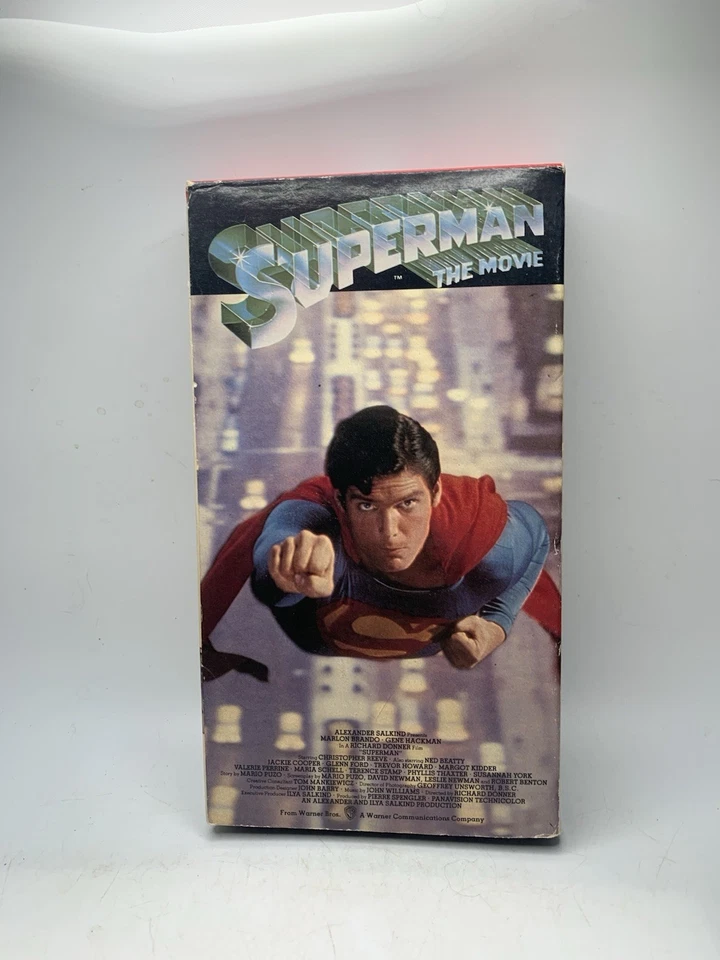 SUPERMAN
™ THE MOVIE
ALEXANDER SALKIND Presents
MARLON BRANDO · GENE HACKMAN
In A RICHARD DONNER Film
"SUPERMAN"
Starring CHRISTOPHER REEVE · Also starring NED BEATTY
JACKIE COOPER · GLENN FORD · TREVOR HOWARD · MARGOT KIDDER
VALERIE PERRINE · MARIA SCHELL · TERENCE STAMP · PHYLLIS THAXTER · SUSANNAH YORK
Story by MARIO PUZO · Screenplay by MARIO PUZO, DAVID NEWMAN, LESLIE NEWMAN and ROBERT BENTON
Creative Consultant TOM MANKIEWICZ · Director of Photography GEOFFREY UNSWORTH, B.S.C.
Production Designer JOHN BARRY · Music by JOHN WILLIAMS · Directed by RICHARD DONNER
Executive Producer ILYA SALKIND · Produced by PIERRE SPENGLER · PANAVISION TECHNICOLOR
AN ALEXANDER AND ILYA SALKIND PRODUCTION
From Warner Bros. A Warner Communications Company